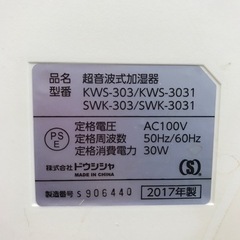 品名 超音波式加湿器
型番 KWS-303/KWS-3031
SWK-303/SWK-3031
PS
E
定格電圧 AC100V
定格周波数 50Hz/60Hz
定格消費電力 30W
株式会社ドウシシャ
MADE IN CHINA
S
製造番号 S906440 2017年製